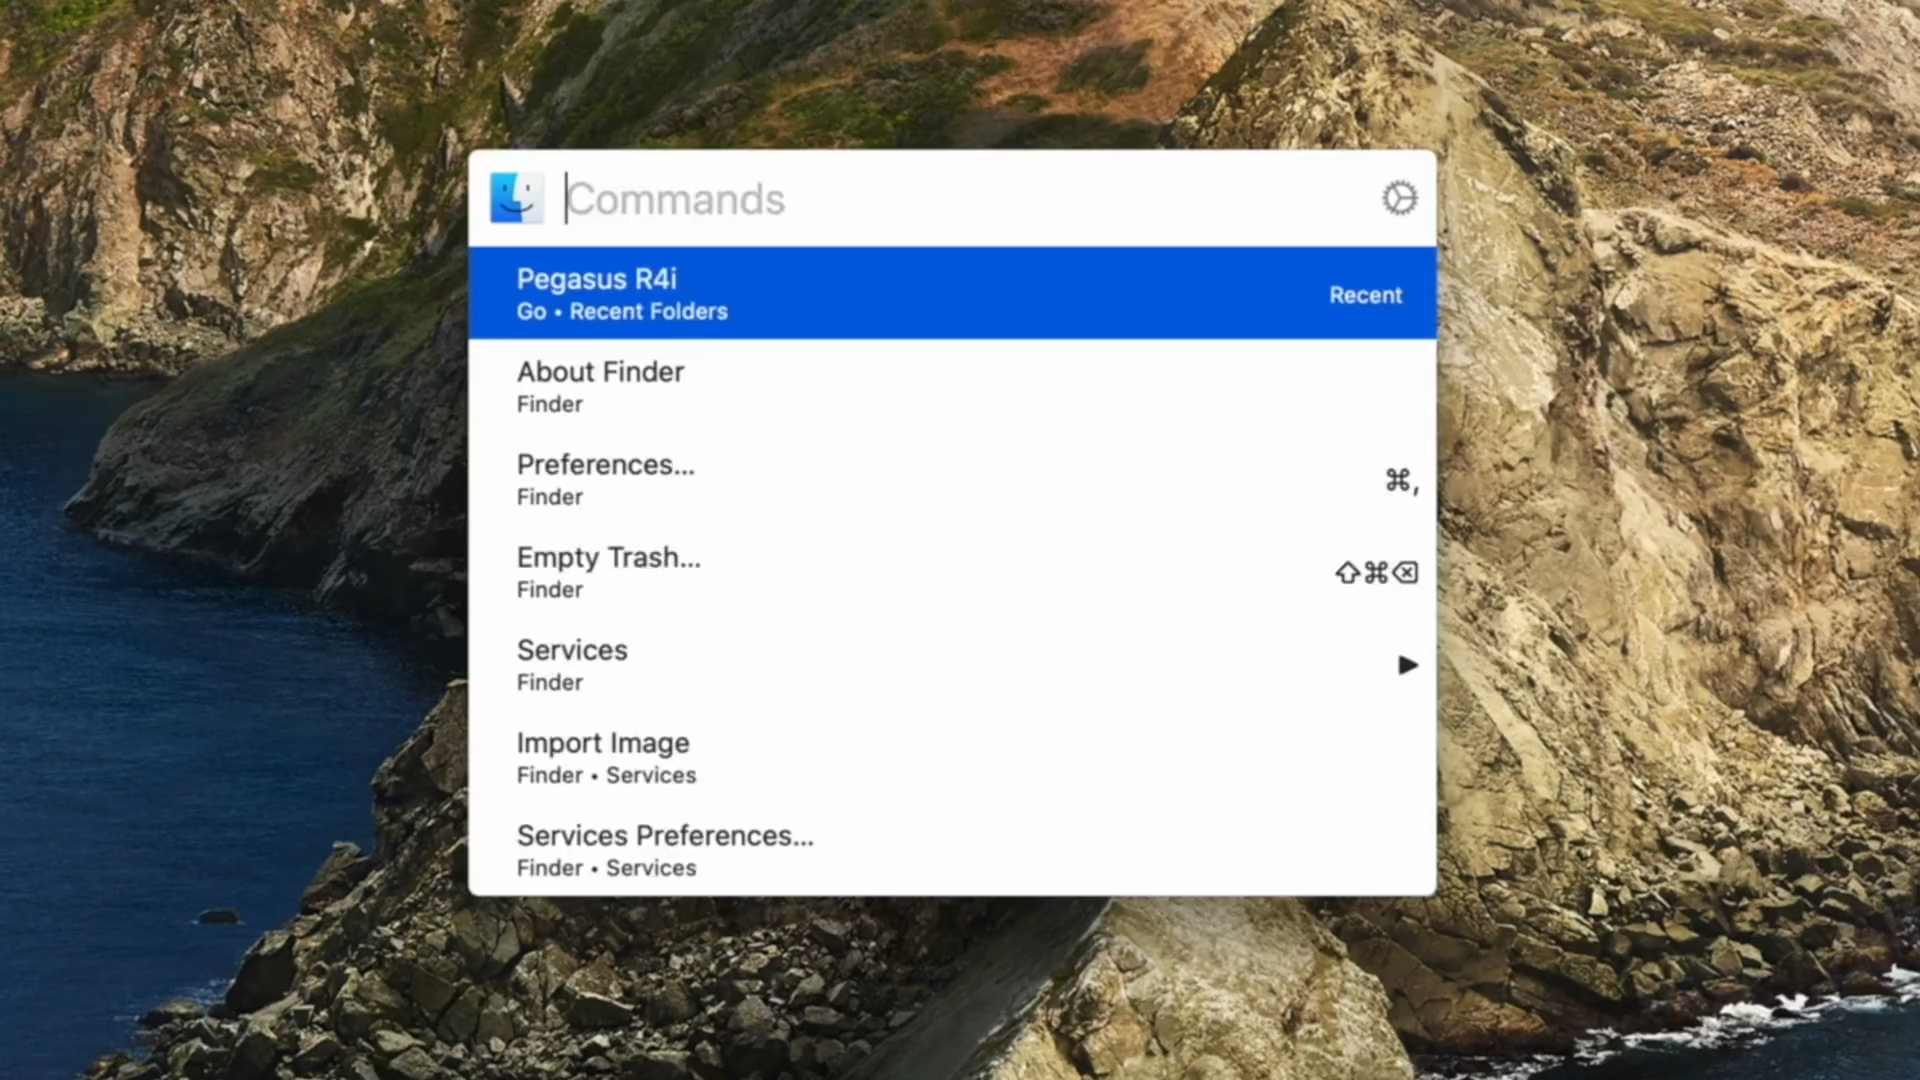 Commands
Pegasus R4i
Go • Recent Folders
Recent
About Finder
Finder
Preferences...
Finder
⌘,
Empty Trash...
Finder
⇧⌘⌫
Services
Finder
▶
Import Image
Finder • Services
Services Preferences...
Finder • Services